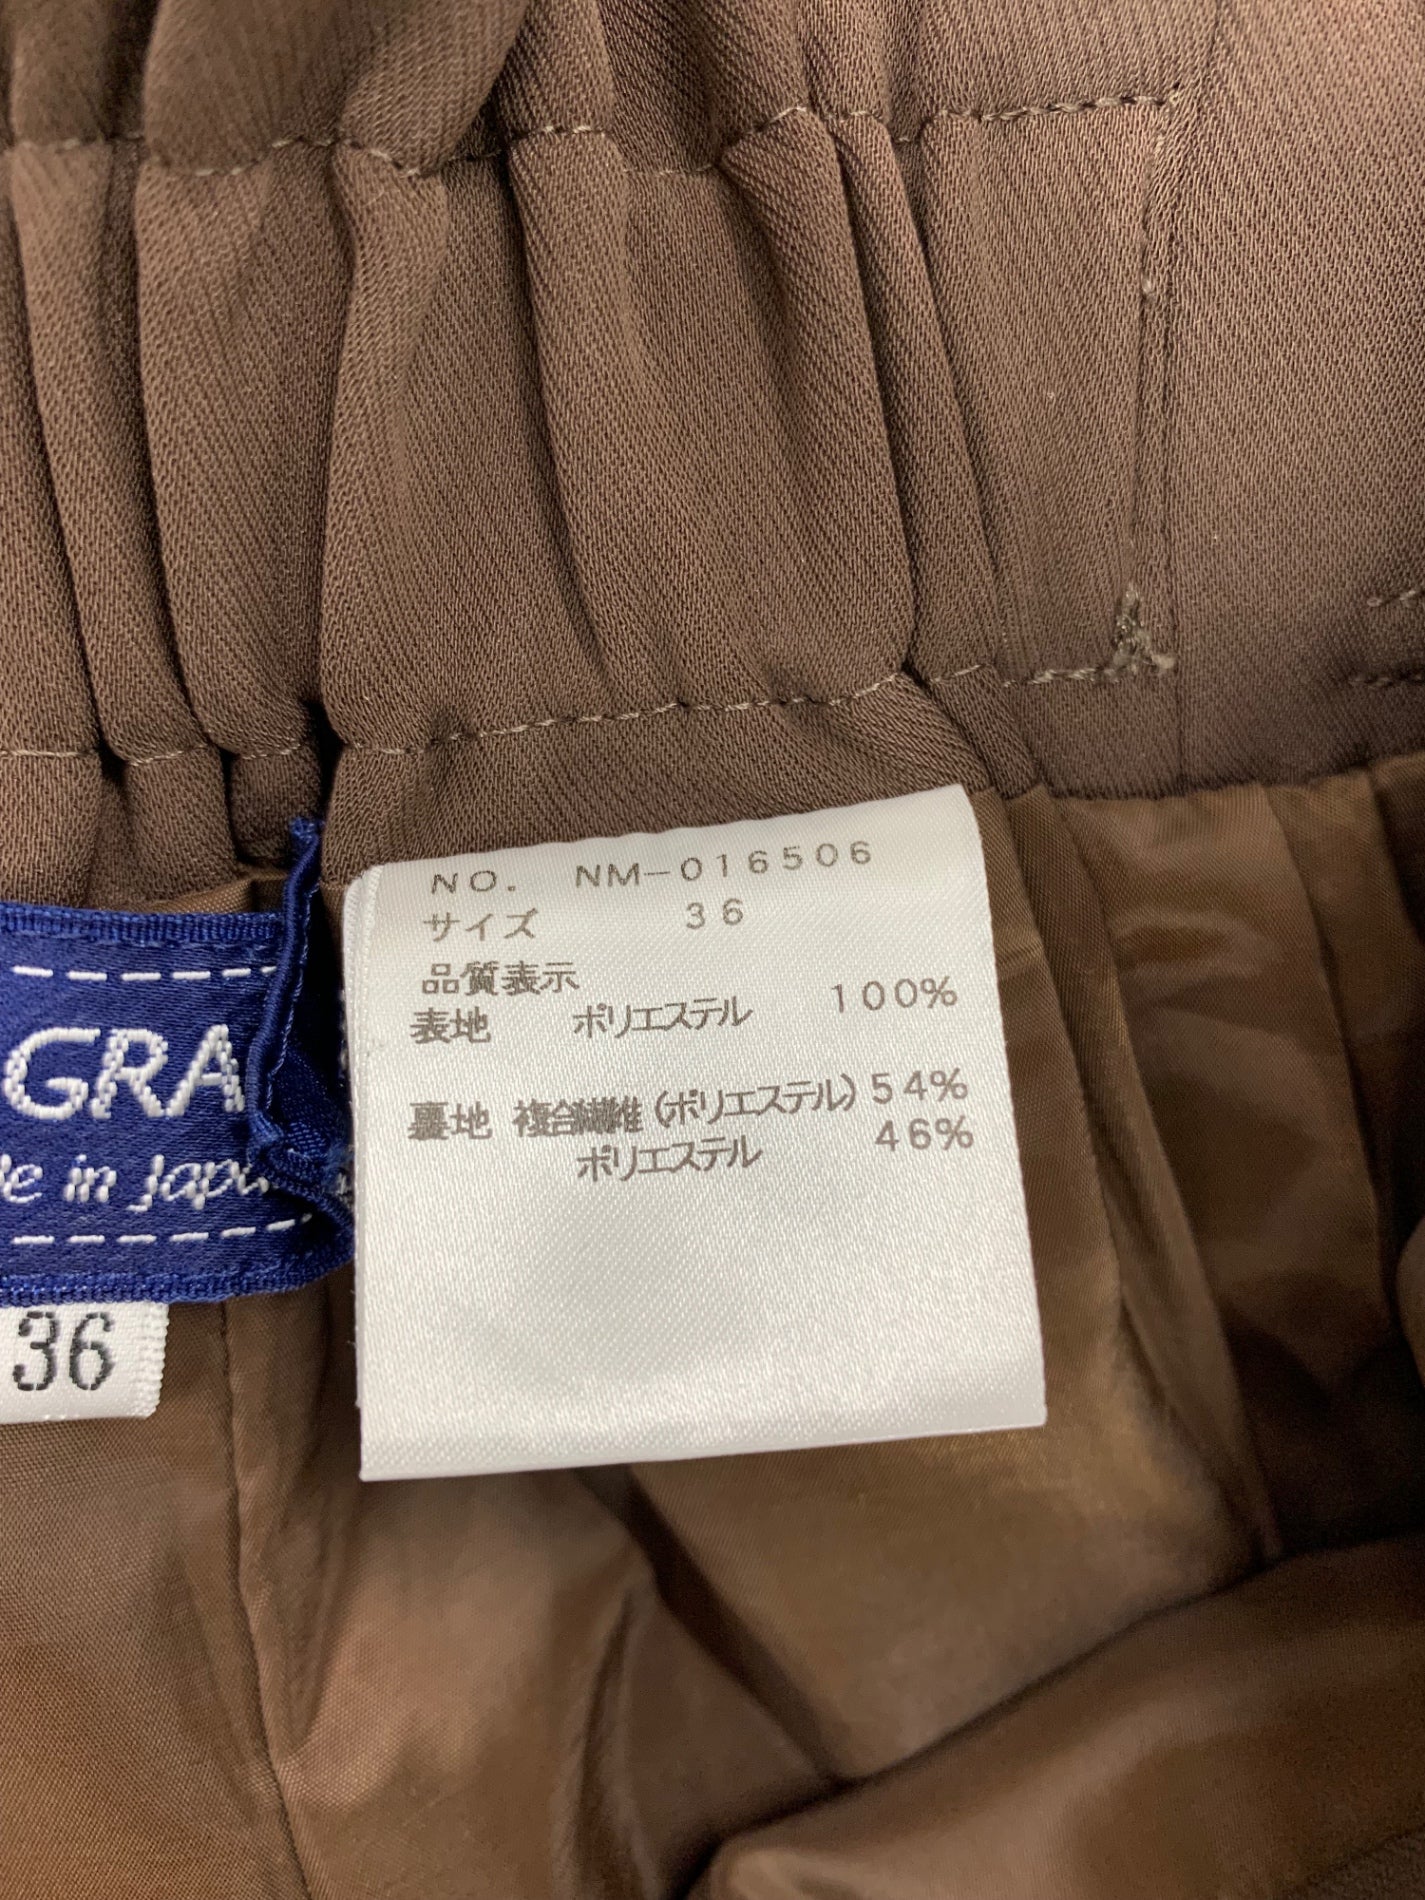 NO. NM-016506
サイズ 36
品質表示
表地 ポリエステル 100%
裏地 複合繊維 (ポリエステル) 54%
ポリエステル 46%
GRA
in Japa
36